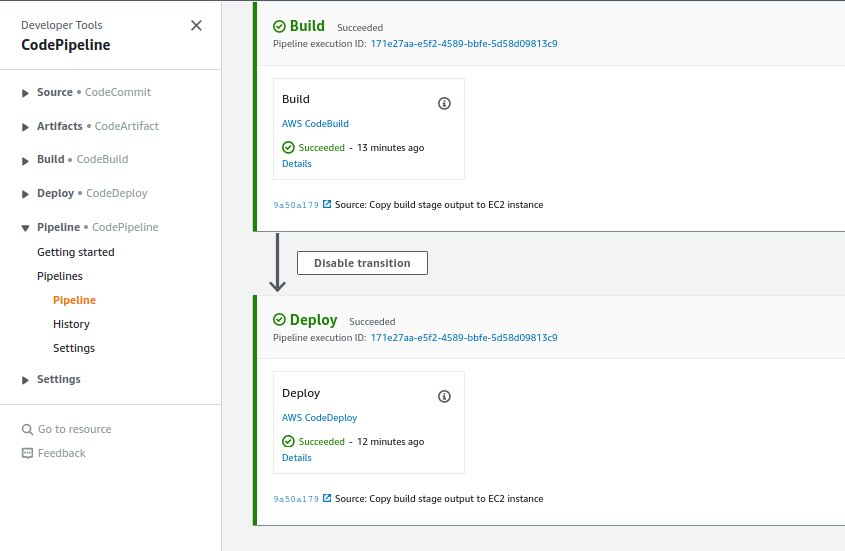 Developer Tools
CodePipeline
Source • CodeCommit
Artifacts • CodeArtifact
Build • CodeBuild
Deploy • CodeDeploy
Pipeline • CodePipeline
Getting started
Pipelines
Pipeline
History
Settings
Settings
Go to resource
Feedback
Build Succeeded
Pipeline execution ID: 171e27aa-e5f2-4589-bbfe-5d58d09813c9
Build
AWS CodeBuild
Succeeded - 13 minutes ago
Details
9a50a179 Source: Copy build stage output to EC2 instance
Disable transition
Deploy Succeeded
Pipeline execution ID: 171e27aa-e5f2-4589-bbfe-5d58d09813c9
Deploy
AWS CodeDeploy
Succeeded - 12 minutes ago
Details
9a50a179 Source: Copy build stage output to EC2 instance